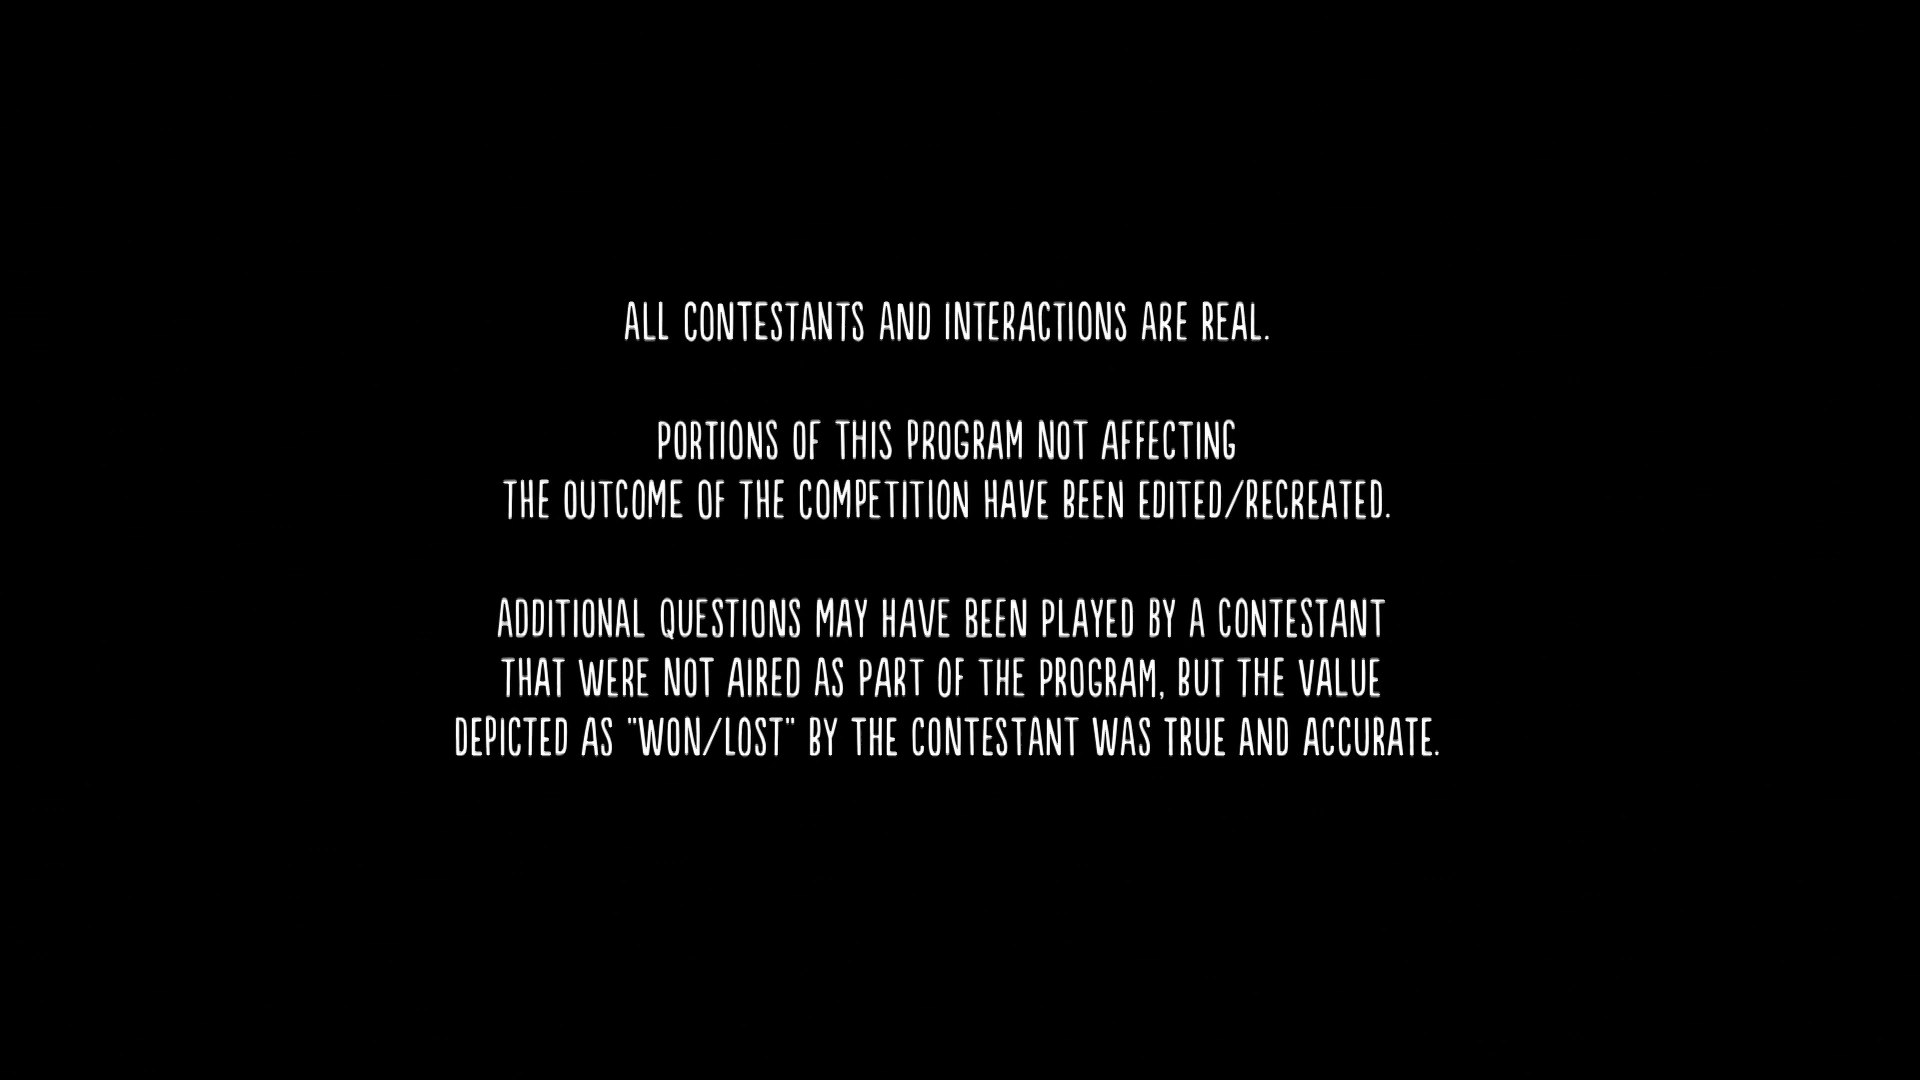 ALL CONTESTANTS AND INTERACTIONS ARE REAL.
PORTIONS OF THIS PROGRAM NOT AFFECTING
THE OUTCOME OF THE COMPETITION HAVE BEEN EDITED/RECREATED.
ADDITIONAL QUESTIONS MAY HAVE BEEN PLAYED BY A CONTESTANT
THAT WERE NOT AIRED AS PART OF THE PROGRAM, BUT THE VALUE
DEPICTED AS "WON/LOST" BY THE CONTESTANT WAS TRUE AND ACCURATE.